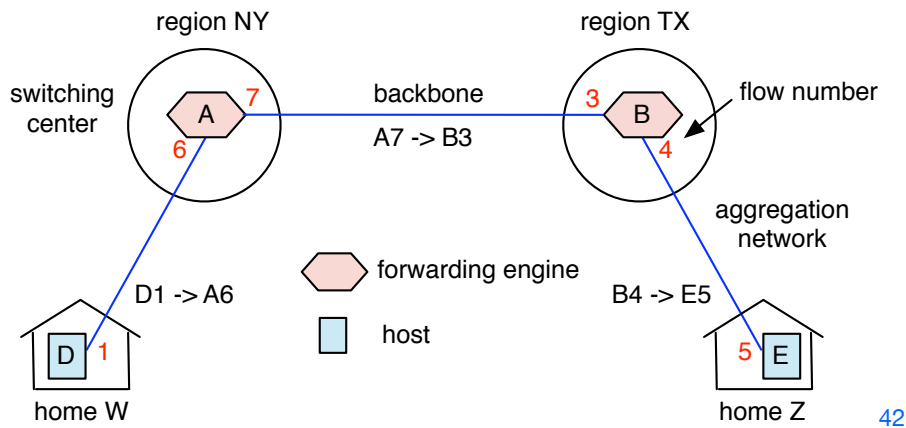 region NY
region TX
switching
center
A
7
6
backbone
A7 -> B3
3
B
4
flow number
aggregation
network
forwarding engine
host
D1 -> A6
B4 -> E5
D
1
5
E
home W
home Z
42